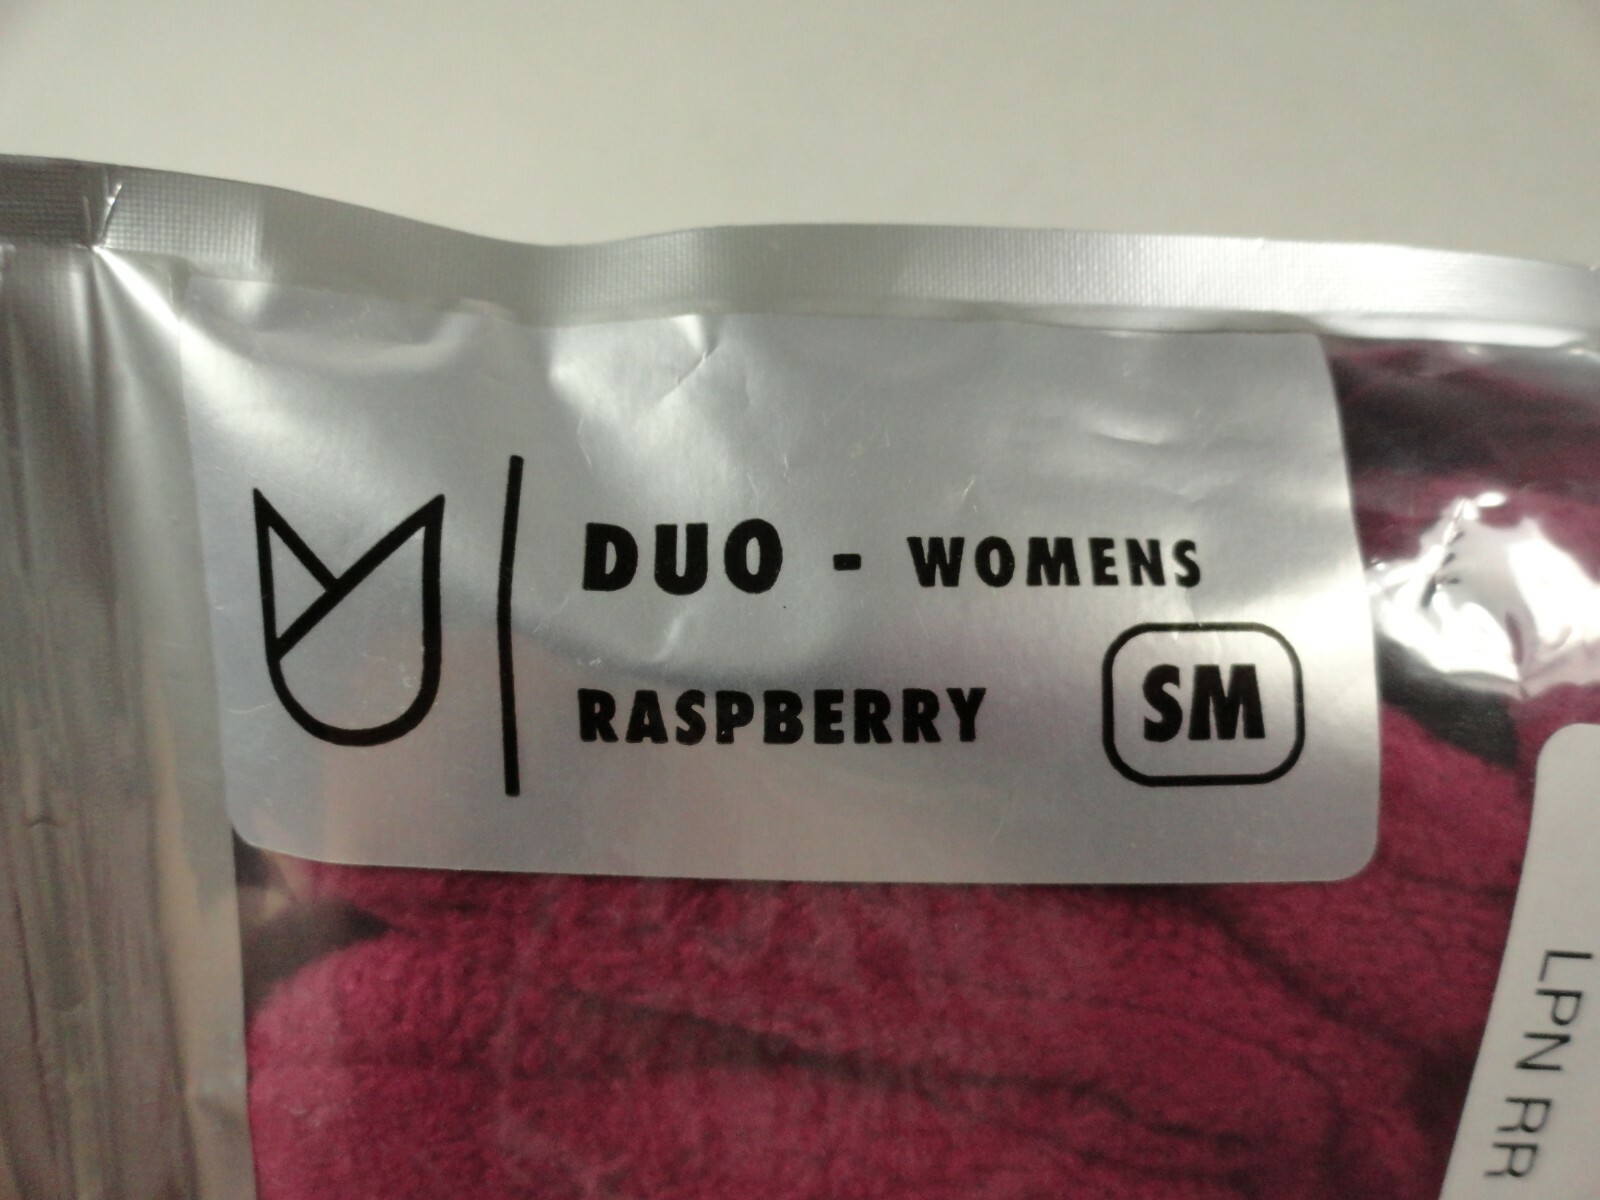 DUO - WOMENS
RASPBERRY
SM
LPN RR